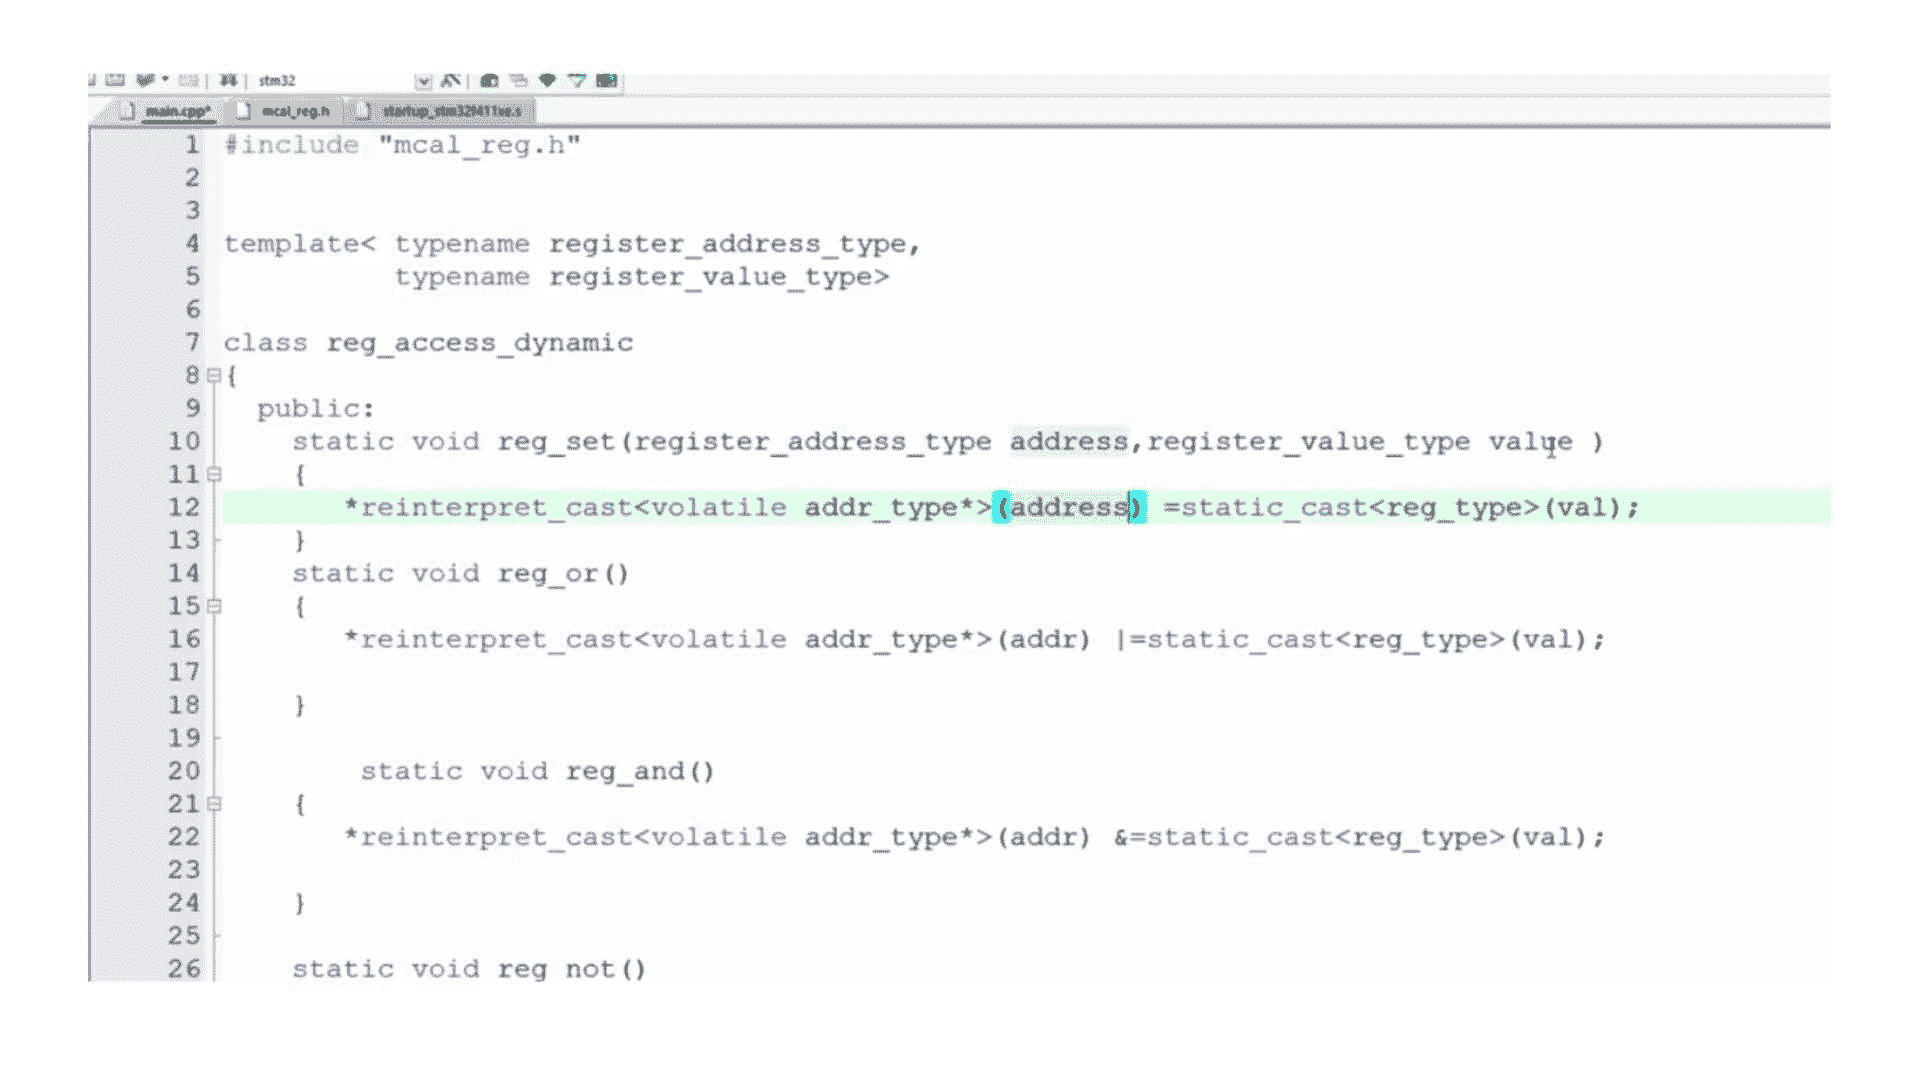 stm32
main.cpp* mcal_reg.h startup_stm32f411xe.s
1 #include "mcal_reg.h"
2
3
4 template< typename register_address_type,
5 typename register_value_type>
6
7 class reg_access_dynamic
8 {
9 public:
10 static void reg_set(register_address_type address,register_value_type value )
11 {
12 *reinterpret_cast<volatile addr_type*>(address) =static_cast<reg_type>(val);
13 }
14 static void reg_or()
15 {
16 *reinterpret_cast<volatile addr_type*>(addr) |=static_cast<reg_type>(val);
17
18 }
19
20 static void reg_and()
21 {
22 *reinterpret_cast<volatile addr_type*>(addr) &=static_cast<reg_type>(val);
23
24 }
25
26 static void reg not()